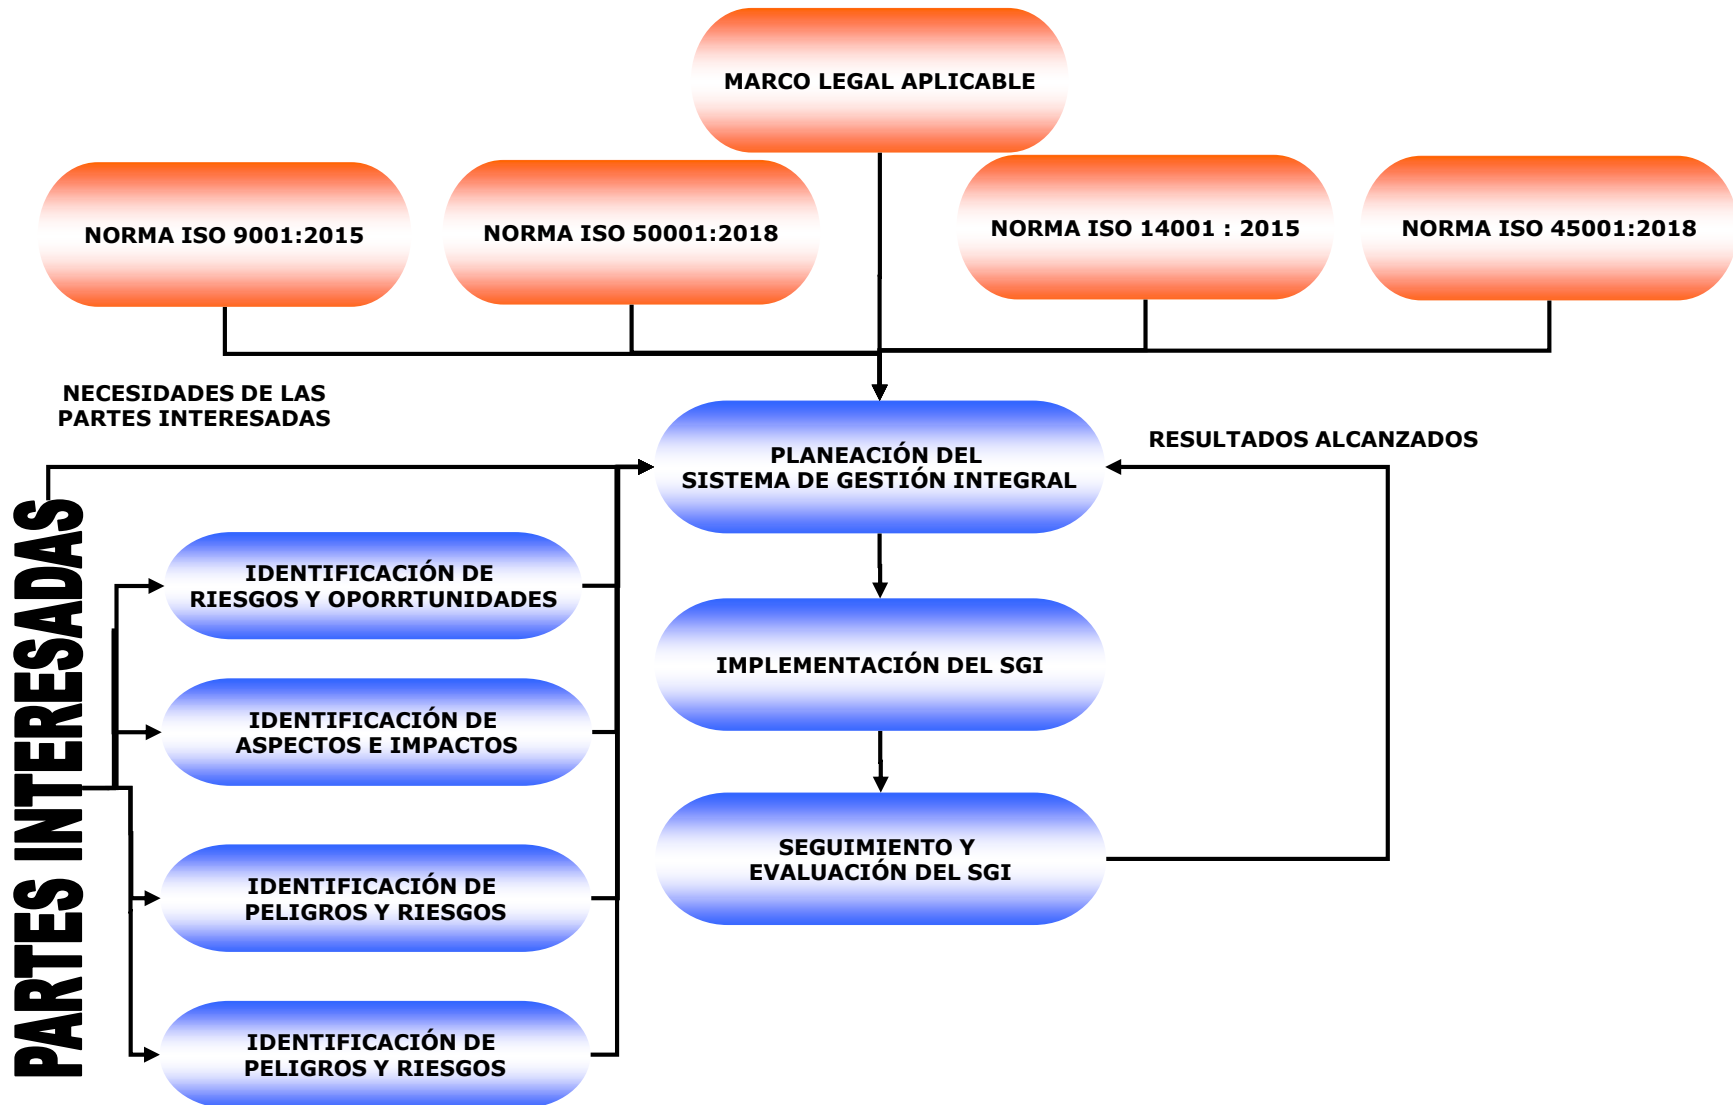 MARCO LEGAL APLICABLE
NORMA ISO 9001:2015
NORMA ISO 50001:2018
NORMA ISO 14001 : 2015
NORMA ISO 45001:2018
NECESIDADES DE LAS
PARTES INTERESADAS
PLANEACIÓN DEL
SISTEMA DE GESTIÓN INTEGRAL
RESULTADOS ALCANZADOS
PARTES INTERESADAS
IDENTIFICACIÓN DE
RIESGOS Y OPORRTUNIDADES
IDENTIFICACIÓN DE
ASPECTOS E IMPACTOS
IDENTIFICACIÓN DE
PELIGROS Y RIESGOS
IDENTIFICACIÓN DE
PELIGROS Y RIESGOS
IMPLEMENTACIÓN DEL SGI
SEGUIMIENTO Y
EVALUACIÓN DEL SGI